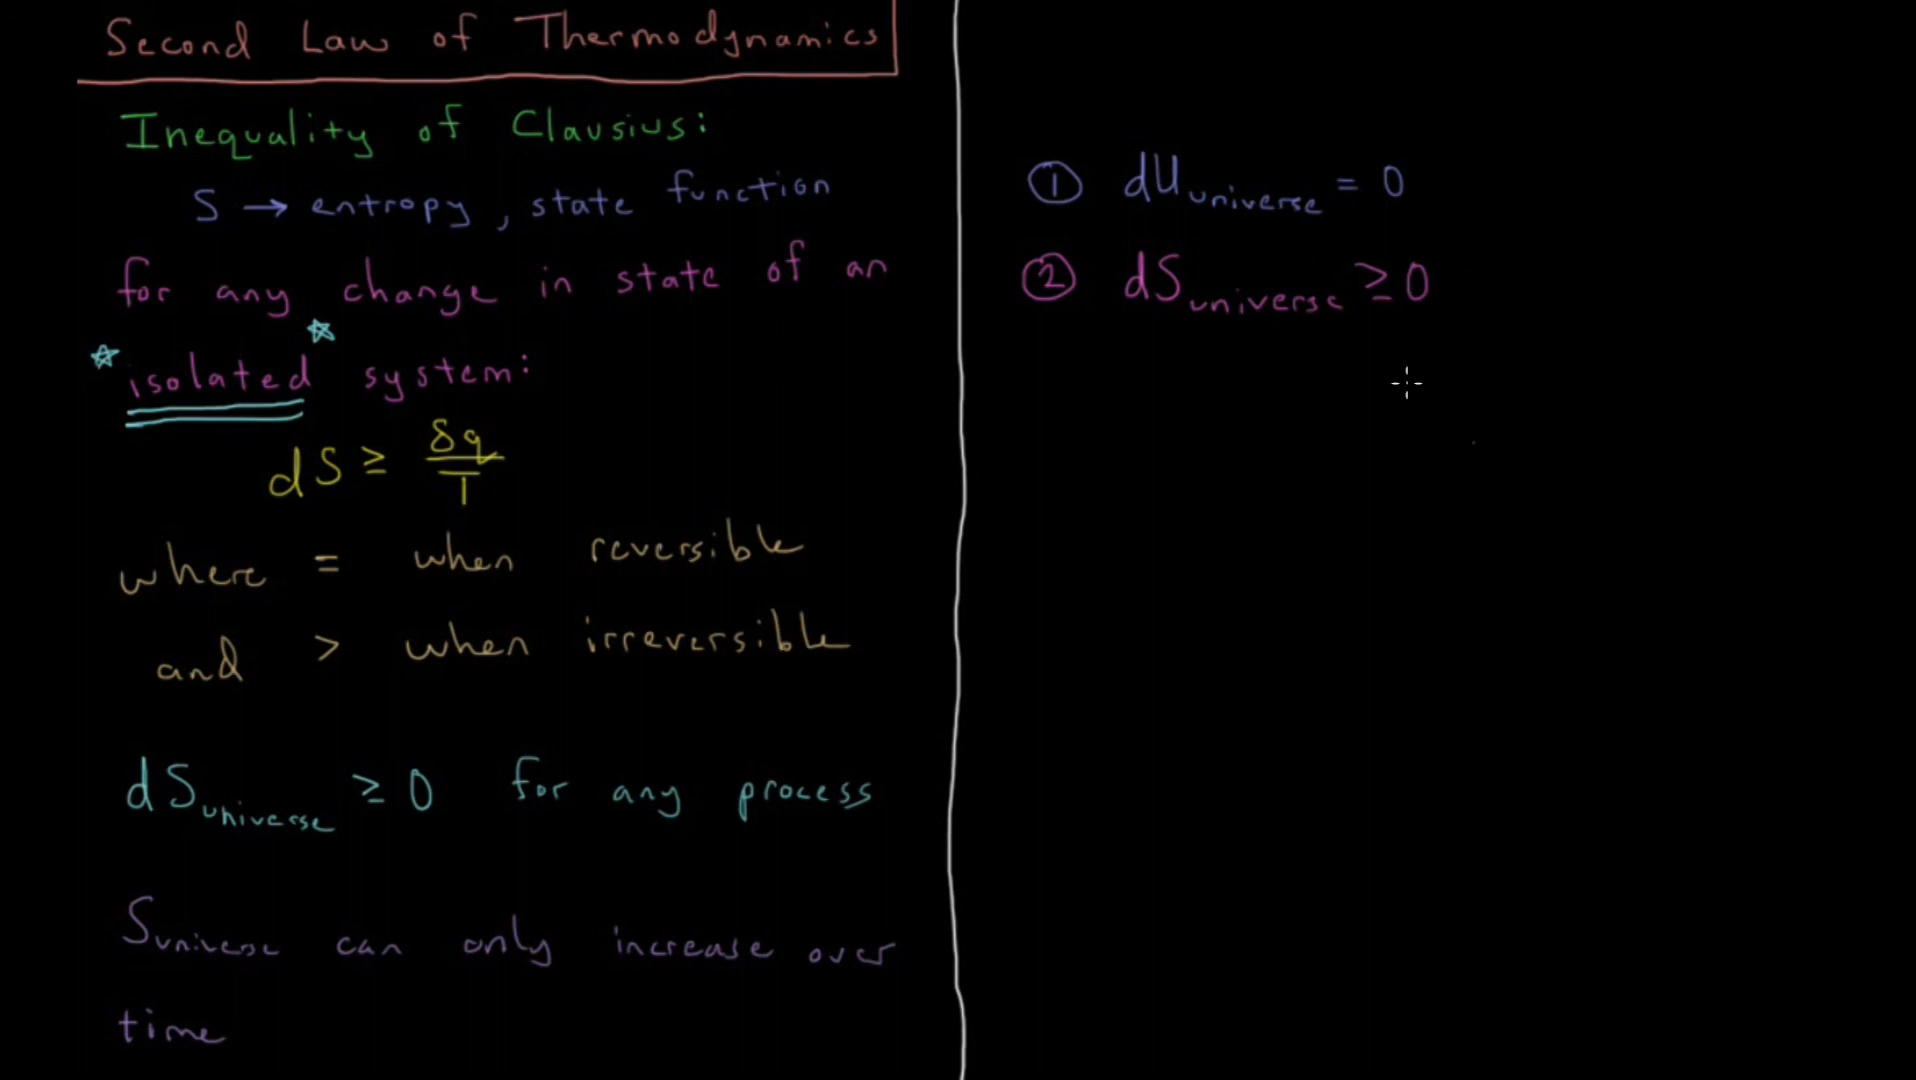 Second Law of Thermodynamics
Inequality of Clausius:
S → entropy, state function
for any change in state of an
☆isolated☆ system:
dS ≥ δq/T
where = when reversible
and > when irreversible
dS_universe ≥ 0 for any process
S_universe can only increase over
time
① dU_universe = 0
② dS_universe ≥ 0